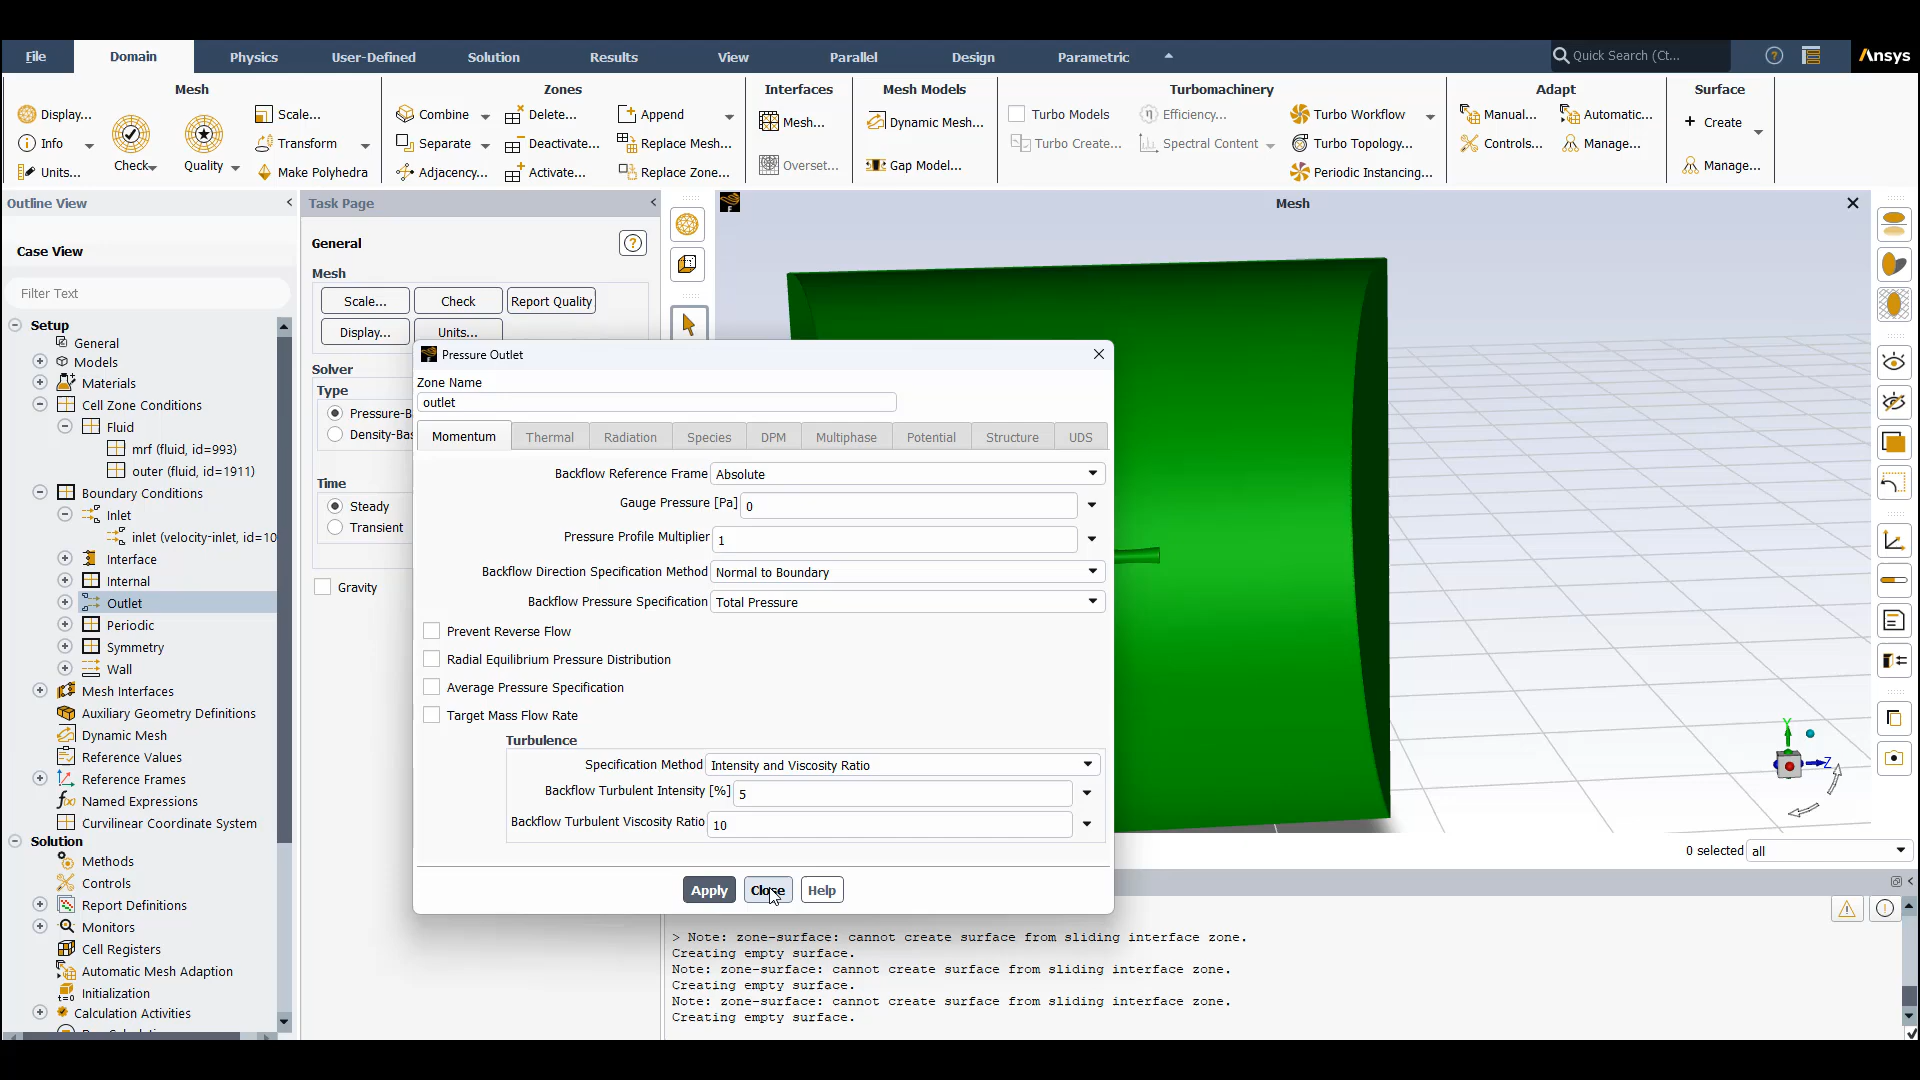 File Domain Physics User-Defined Solution Results View Parallel Design Parametric Quick Search (Ct... Ansys
Mesh Zones Interfaces Mesh Models Turbomachinery Adapt Surface
Display... Scale... Combine Delete... Append Mesh... Dynamic Mesh... Turbo Models Efficiency... Turbo Workflow Manual... Automatic... Create
Info Check Quality Transform Separate Deactivate... Replace Mesh... Turbo Create... Spectral Content Turbo Topology... Controls... Manage...
Units... Make Polyhedra Adjacency... Activate... Replace Zone... Overset... Gap Model... Periodic Instancing... Manage...
Outline View
Case View
Filter Text
Setup
General
Models
Materials
Cell Zone Conditions
Fluid
mrf (fluid, id=993)
outer (fluid, id=1911)
Boundary Conditions
Inlet
inlet (velocity-inlet, id=10
Interface
Internal
Outlet
Periodic
Symmetry
Wall
Mesh Interfaces
Auxiliary Geometry Definitions
Dynamic Mesh
Reference Values
Reference Frames
Named Expressions
Curvilinear Coordinate System
Solution
Methods
Controls
Report Definitions
Monitors
Cell Registers
Automatic Mesh Adaption
Initialization
Calculation Activities
Task Page
General
Mesh
Scale... Check Report Quality
Display... Units...
Solver
Type
Pressure-B
Density-Bas
Time
Steady
Transient
Gravity
Mesh
Pressure Outlet
Zone Name
outlet
Momentum Thermal Radiation Species DPM Multiphase Potential Structure UDS
Backflow Reference Frame Absolute
Gauge Pressure [Pa] 0
Pressure Profile Multiplier 1
Backflow Direction Specification Method Normal to Boundary
Backflow Pressure Specification Total Pressure
Prevent Reverse Flow
Radial Equilibrium Pressure Distribution
Average Pressure Specification
Target Mass Flow Rate
Turbulence
Specification Method Intensity and Viscosity Ratio
Backflow Turbulent Intensity [%] 5
Backflow Turbulent Viscosity Ratio 10
Apply Close Help
Y
Z
0 selected all
> Note: zone-surface: cannot create surface from sliding interface zone.
Creating empty surface.
Note: zone-surface: cannot create surface from sliding interface zone.
Creating empty surface.
Note: zone-surface: cannot create surface from sliding interface zone.
Creating empty surface.